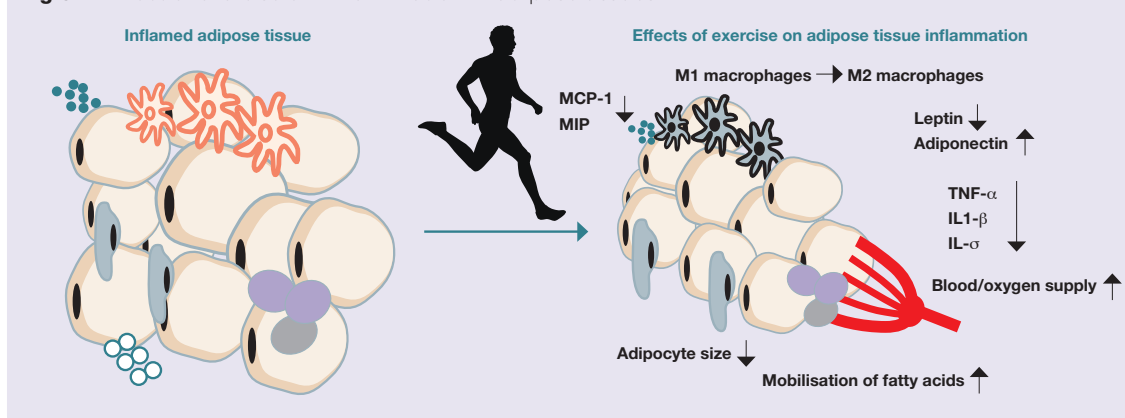 Inflamed adipose tissue
Effects of exercise on adipose tissue inflammation
M1 macrophages → M2 macrophages
MCP-1 ↓
MIP
Leptin ↓
Adiponectin ↑
TNF-α
IL1-β
IL-σ
Blood/oxygen supply ↑
Adipocyte size ↓
Mobilisation of fatty acids ↑